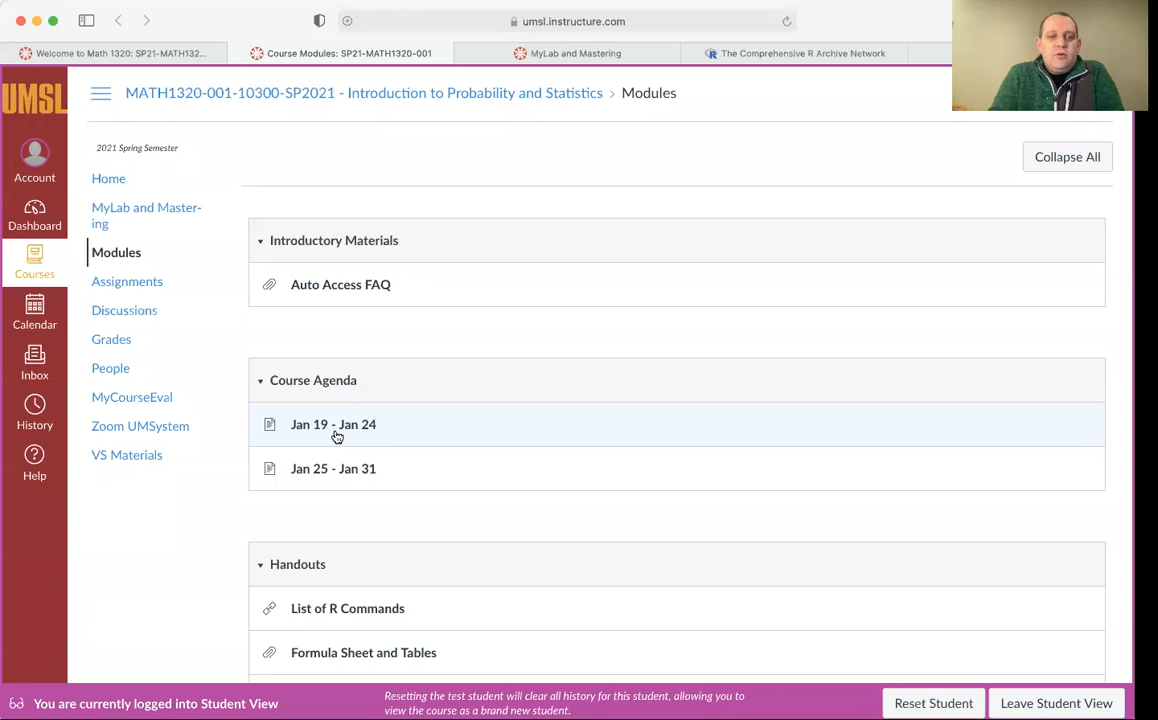 umsl.instructure.com
Welcome to Math 1320: SP21-MATH132...
Course Modules: SP21-MATH1320-001
MyLab and Mastering
The Comprehensive R Archive Network
UMSL
MATH1320-001-10300-SP2021 - Introduction to Probability and Statistics > Modules
Account
Dashboard
Courses
Calendar
Inbox
History
Help
2021 Spring Semester
Home
MyLab and Master-
ing
Modules
Assignments
Discussions
Grades
People
MyCourseEval
Zoom UMSystem
VS Materials
Collapse All
Introductory Materials
Auto Access FAQ
Course Agenda
Jan 19 - Jan 24
Jan 25 - Jan 31
Handouts
List of R Commands
Formula Sheet and Tables
You are currently logged into Student View
Resetting the test student will clear all history for this student, allowing you to
view the course as a brand new student.
Reset Student
Leave Student View